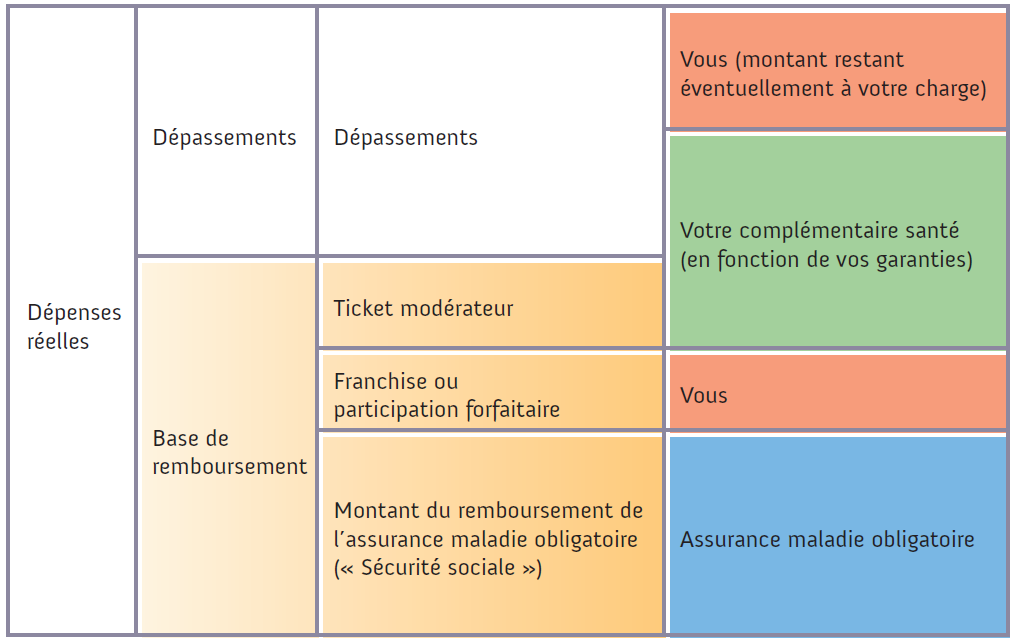 Dépenses
réelles
Dépassements
Base de
remboursement
Dépassements
Ticket modérateur
Franchise ou
participation forfaitaire
Montant du remboursement de
l’assurance maladie obligatoire
(« Sécurité sociale »)
Vous (montant restant
éventuellement à votre charge)
Votre complémentaire santé
(en fonction de vos garanties)
Vous
Assurance maladie obligatoire